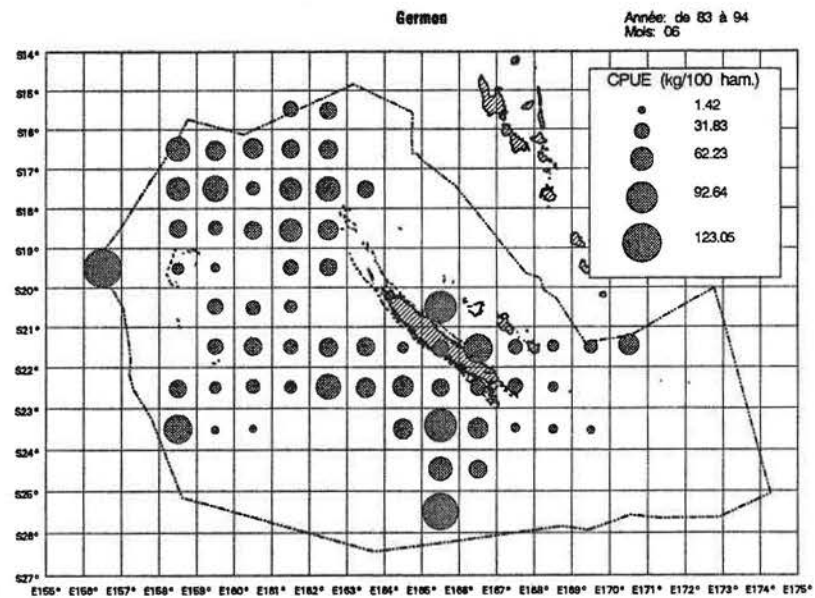 Germon
Année: de 83 à 94
Mois: 06
CPUE (kg/100 ham.)
1.42
31.83
62.23
92.64
123.05
S14°
S15°
S16°
S17°
S18°
S19°
S20°
S21°
S22°
S23°
S24°
S25°
S26°
S27°
E155° E156° E157° E158° E159° E160° E161° E162° E163° E164° E165° E166° E167° E168° E169° E170° E171° E172° E173° E174° E175°